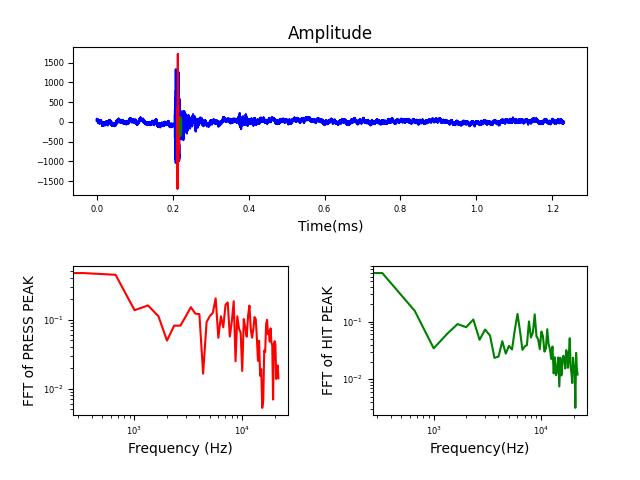 Amplitude
1500
1000
500
0
−500
−1000
−1500
0.0 0.2 0.4 0.6 0.8 1.0 1.2
Time(ms)
FFT of PRESS PEAK
10⁻¹
10⁻²
10³ 10⁴
Frequency (Hz)
FFT of HIT PEAK
10⁻¹
10⁻²
10³ 10⁴
Frequency(Hz)